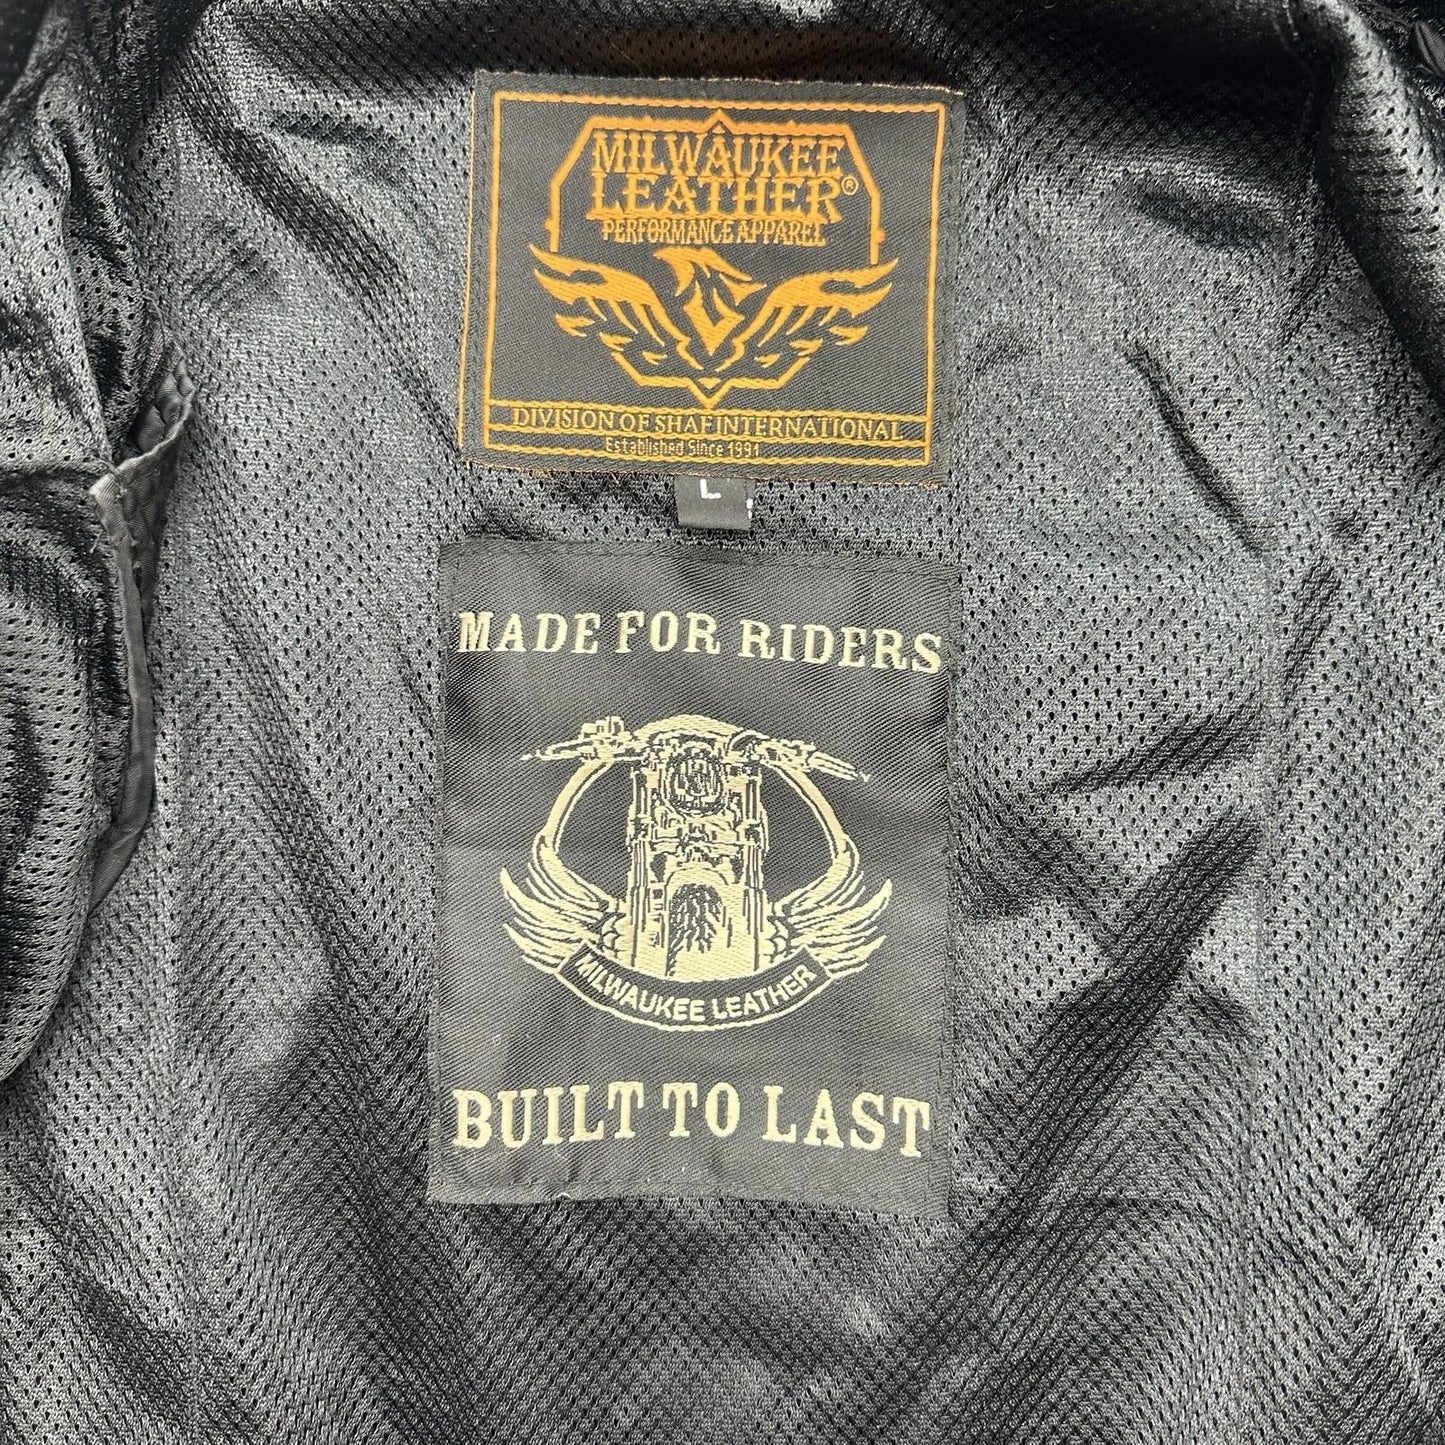 MILWAUKEE
LEATHER®
PERFORMANCE APPAREL
DIVISION OF SHAF INTERNATIONAL
Established Since 1991
L
MADE FOR RIDERS
MILWAUKEE LEATHER
BUILT TO LAST